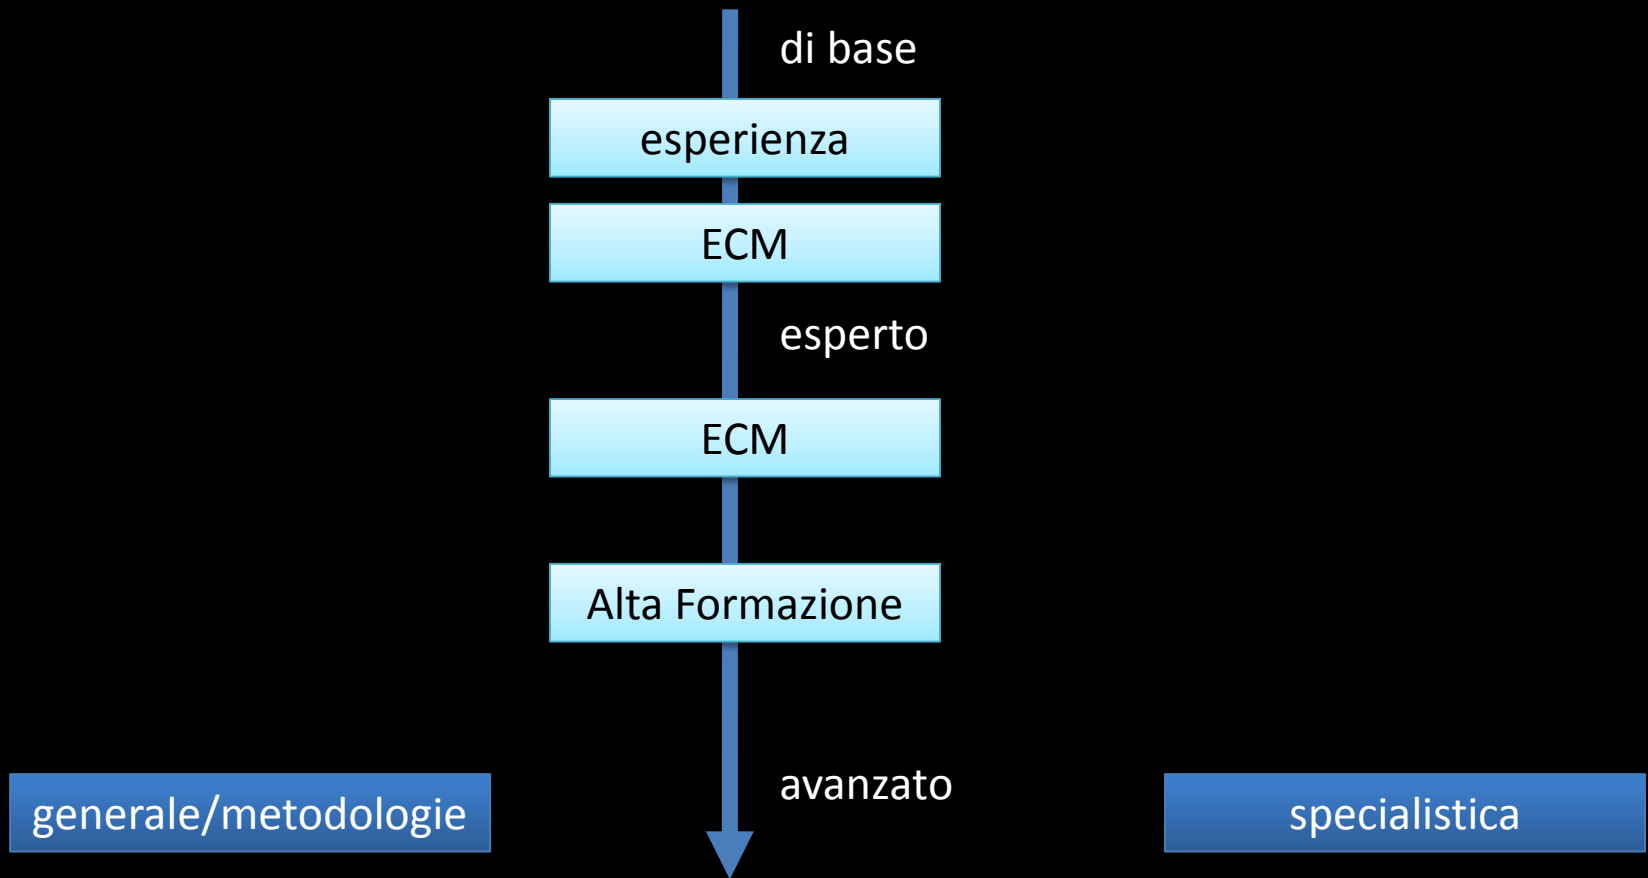 di base
esperienza
ECM
esperto
ECM
Alta Formazione
avanzato
generale/metodologie
specialistica